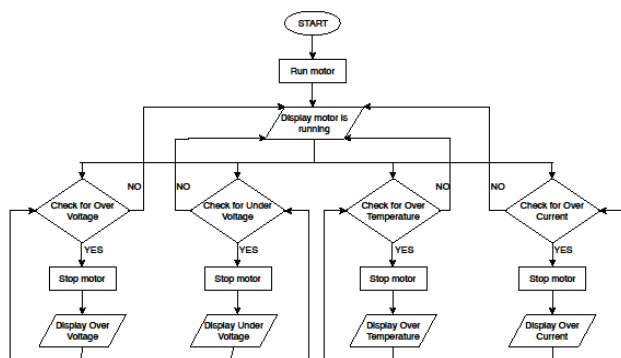 START
Run motor
Display motor is
running
NO
NO
NO
NO
Check for Over
Voltage
Check for Under
Voltage
Check for Over
Temperature
Check for Over
Current
YES
YES
YES
YES
Stop motor
Stop motor
Stop motor
Stop motor
Display Over
Voltage
Display Under
Voltage
Display Over
Temperature
Display Over
Current